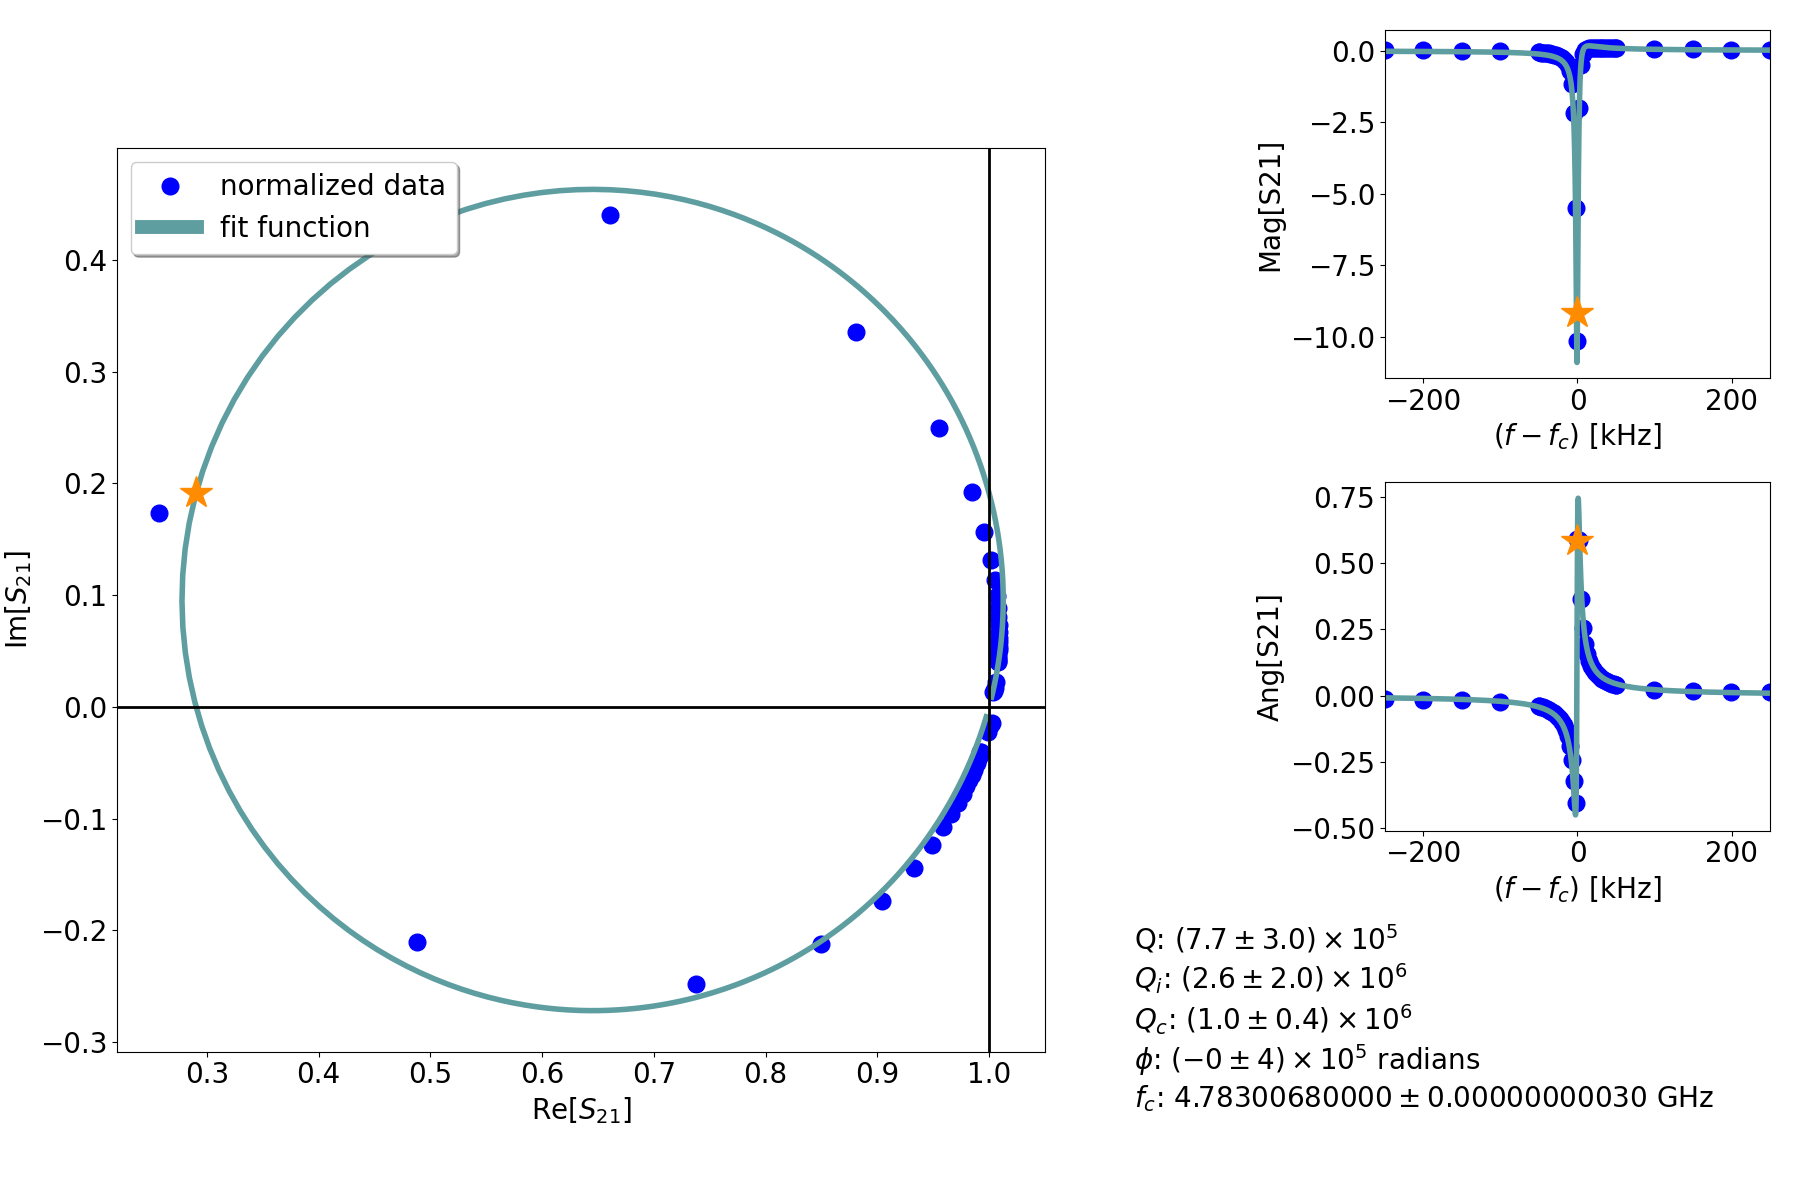 normalized data
fit function
0.4
0.3
0.2
0.1
0.0
−0.1
−0.2
−0.3
Im[S21]
0.3 0.4 0.5 0.6 0.7 0.8 0.9 1.0
Re[S21]
0.0
−2.5
−5.0
−7.5
−10.0
Mag[S21]
−200 0 200
(f − fc) [kHz]
0.75
0.50
0.25
0.00
−0.25
−0.50
Ang[S21]
−200 0 200
(f − fc) [kHz]
Q: (7.7 ± 3.0) × 10^5
Qi: (2.6 ± 2.0) × 10^6
Qc: (1.0 ± 0.4) × 10^6
ϕ: (−0 ± 4) × 10^5 radians
fc: 4.78300680000 ± 0.00000000030 GHz